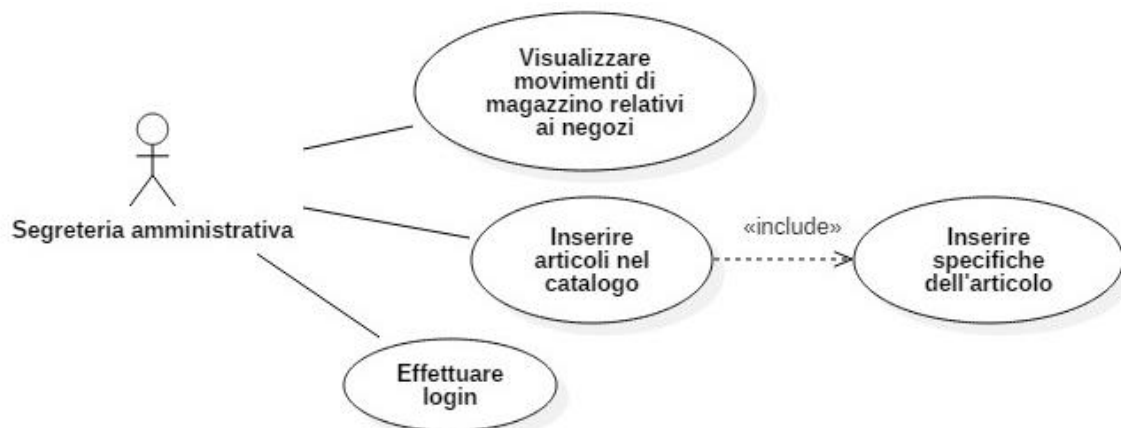 Visualizzare
movimenti di
magazzino relativi
ai negozi
Segreteria amministrativa
Inserire
articoli nel
catalogo
«include»
Inserire
specifiche
dell'articolo
Effettuare
login